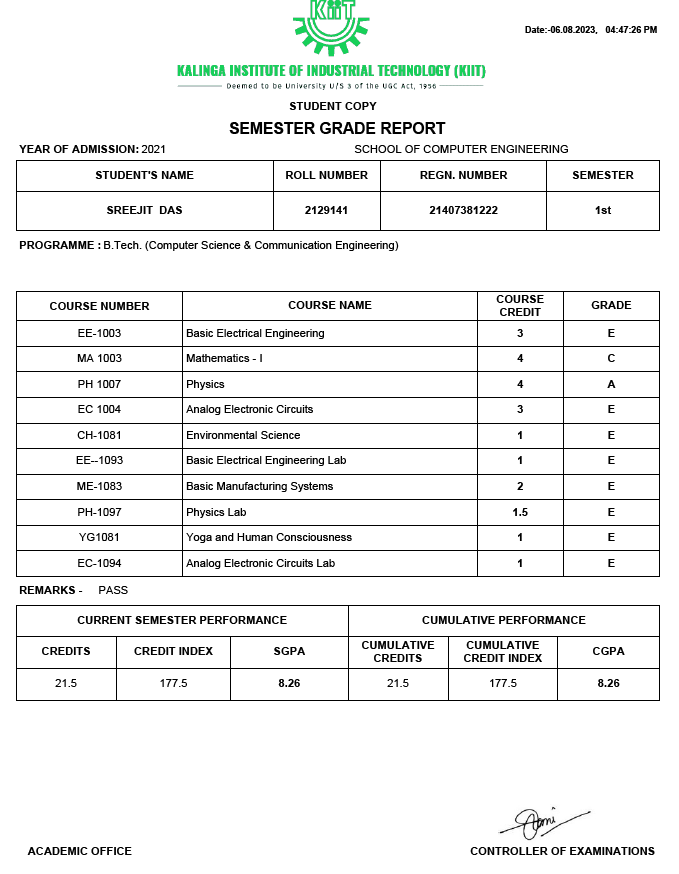 KiiT
Date:-06.08.2023, 04:47:26 PM
KALINGA INSTITUTE OF INDUSTRIAL TECHNOLOGY (KIIT)
Deemed to be University U/S 3 of the UGC Act, 1956
STUDENT COPY
SEMESTER GRADE REPORT
YEAR OF ADMISSION: 2021 SCHOOL OF COMPUTER ENGINEERING
STUDENT'S NAME ROLL NUMBER REGN. NUMBER SEMESTER
SREEJIT DAS 2129141 21407381222 1st
PROGRAMME : B.Tech. (Computer Science & Communication Engineering)
COURSE NUMBER COURSE NAME COURSE CREDIT GRADE
EE-1003 Basic Electrical Engineering 3 E
MA 1003 Mathematics - I 4 C
PH 1007 Physics 4 A
EC 1004 Analog Electronic Circuits 3 E
CH-1081 Environmental Science 1 E
EE--1093 Basic Electrical Engineering Lab 1 E
ME-1083 Basic Manufacturing Systems 2 E
PH-1097 Physics Lab 1.5 E
YG1081 Yoga and Human Consciousness 1 E
EC-1094 Analog Electronic Circuits Lab 1 E
REMARKS - PASS
CURRENT SEMESTER PERFORMANCE CUMULATIVE PERFORMANCE
CREDITS CREDIT INDEX SGPA CUMULATIVE CREDITS CUMULATIVE CREDIT INDEX CGPA
21.5 177.5 8.26 21.5 177.5 8.26
ACADEMIC OFFICE CONTROLLER OF EXAMINATIONS